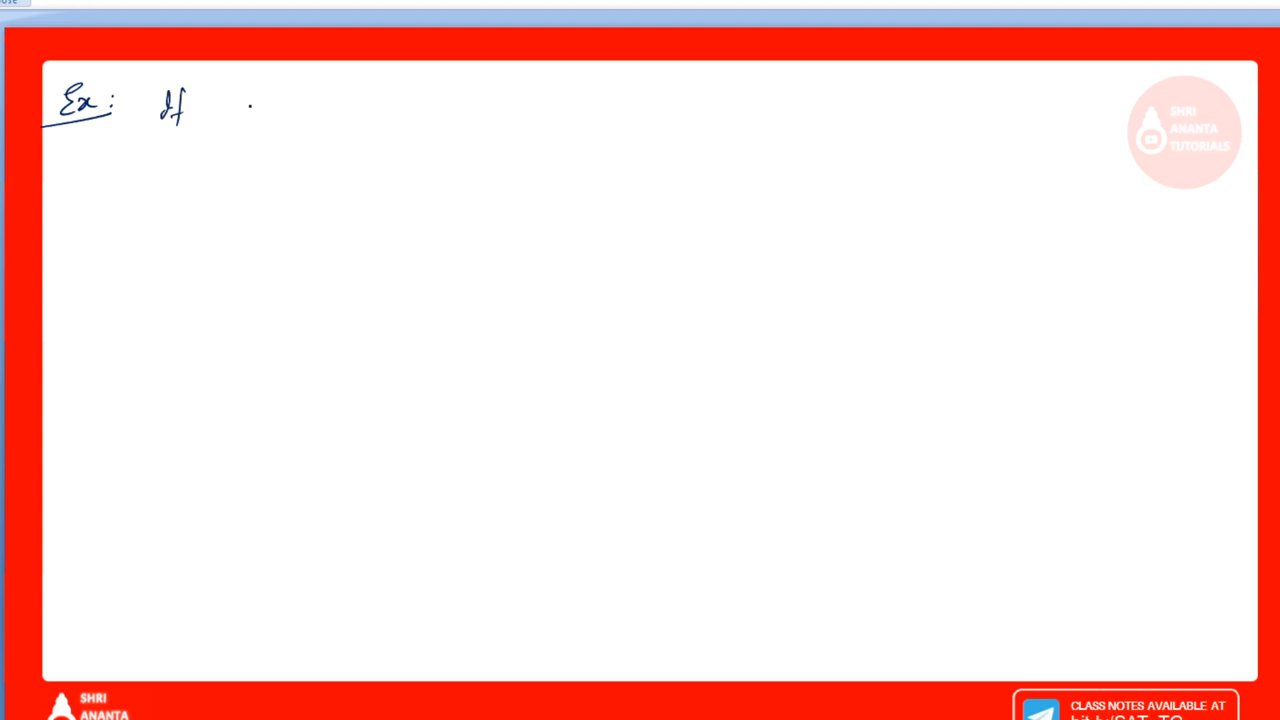 Ex: If
SHRI
ANANTA
TUTORIALS
SHRI
ANANTA
CLASS NOTES AVAILABLE AT